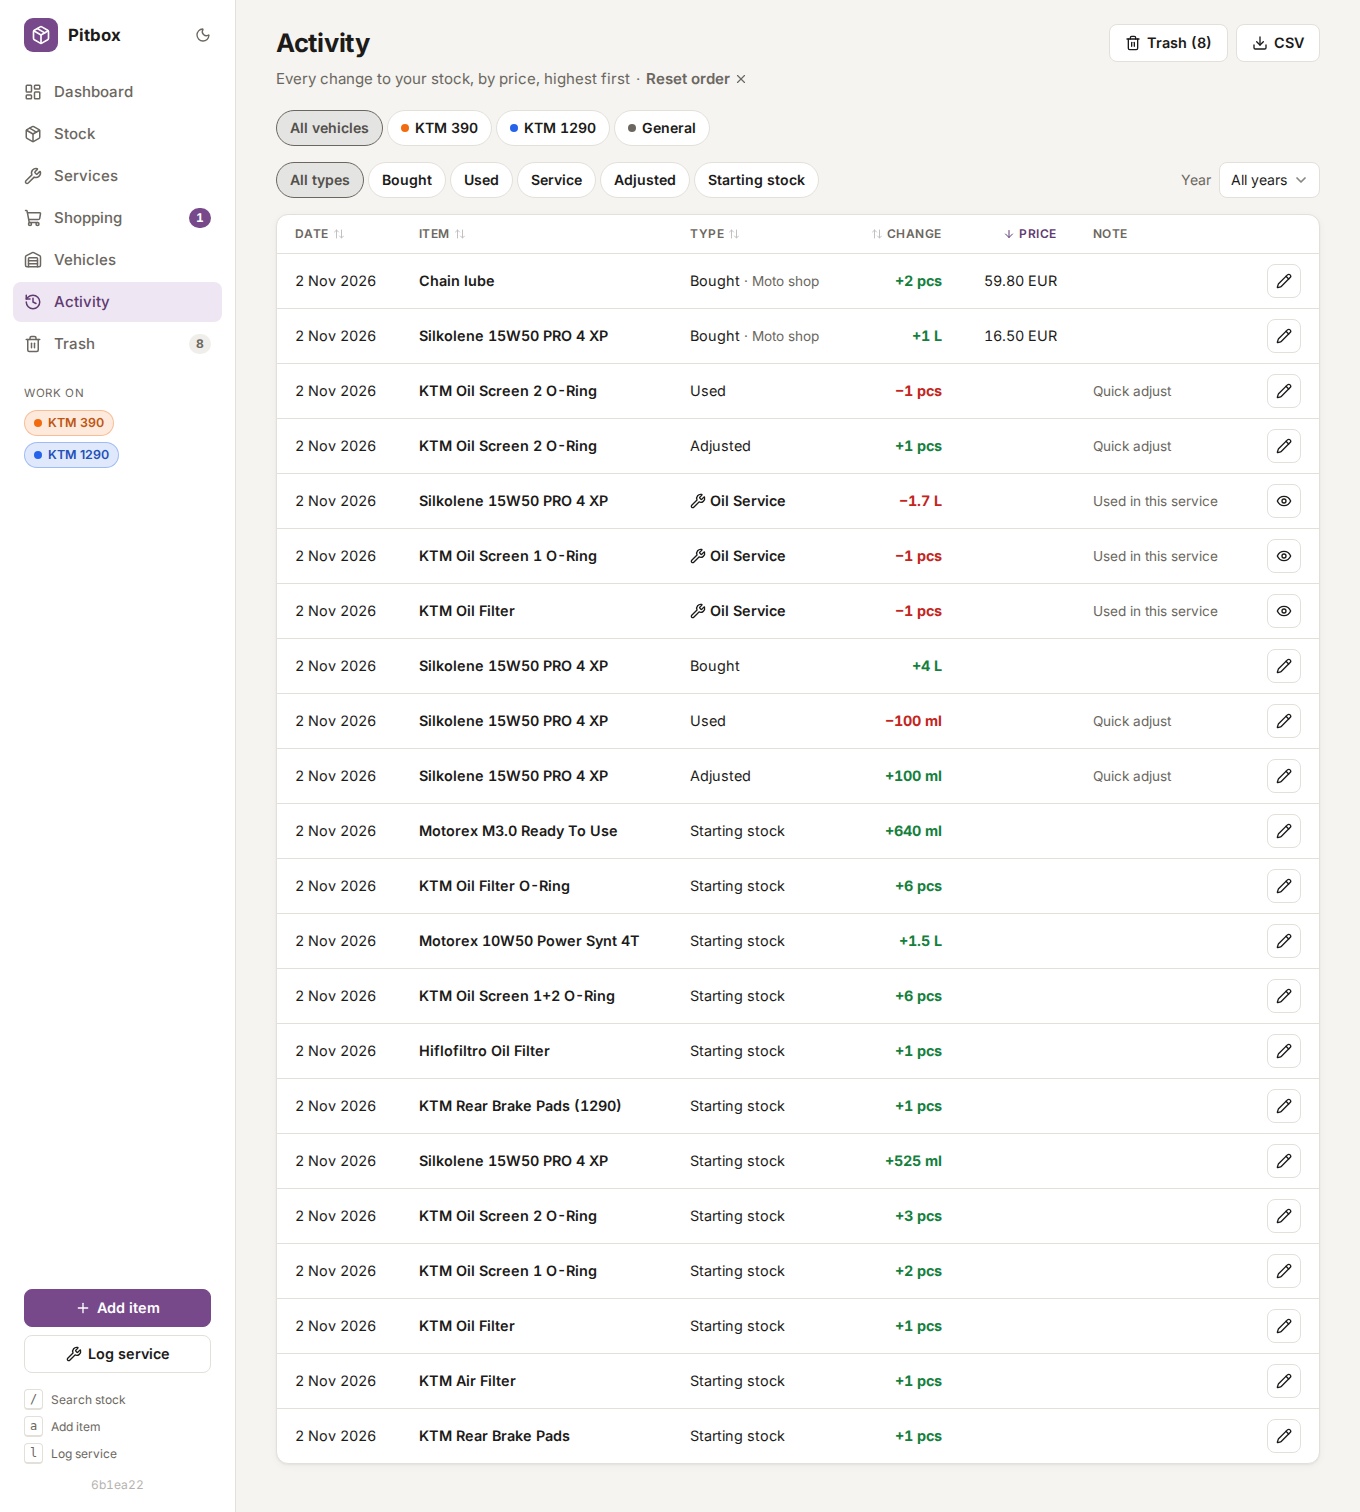 Pitbox
Dashboard
Stock
Services
Shopping 1
Vehicles
Activity
Trash 8
WORK ON
KTM 390
KTM 1290
Add item
Log service
/ Search stock
a Add item
l Log service
6b1ea22
Activity
Trash (8) CSV
Every change to your stock, by price, highest first · Reset order ×
All vehicles KTM 390 KTM 1290 General
All types Bought Used Service Adjusted Starting stock Year All years
DATE ITEM TYPE CHANGE PRICE NOTE
2 Nov 2026 Chain lube Bought · Moto shop +2 pcs 59.80 EUR
2 Nov 2026 Silkolene 15W50 PRO 4 XP Bought · Moto shop +1 L 16.50 EUR
2 Nov 2026 KTM Oil Screen 2 O-Ring Used −1 pcs Quick adjust
2 Nov 2026 KTM Oil Screen 2 O-Ring Adjusted +1 pcs Quick adjust
2 Nov 2026 Silkolene 15W50 PRO 4 XP Oil Service −1.7 L Used in this service
2 Nov 2026 KTM Oil Screen 1 O-Ring Oil Service −1 pcs Used in this service
2 Nov 2026 KTM Oil Filter Oil Service −1 pcs Used in this service
2 Nov 2026 Silkolene 15W50 PRO 4 XP Bought +4 L
2 Nov 2026 Silkolene 15W50 PRO 4 XP Used −100 ml Quick adjust
2 Nov 2026 Silkolene 15W50 PRO 4 XP Adjusted +100 ml Quick adjust
2 Nov 2026 Motorex M3.0 Ready To Use Starting stock +640 ml
2 Nov 2026 KTM Oil Filter O-Ring Starting stock +6 pcs
2 Nov 2026 Motorex 10W50 Power Synt 4T Starting stock +1.5 L
2 Nov 2026 KTM Oil Screen 1+2 O-Ring Starting stock +6 pcs
2 Nov 2026 Hiflofiltro Oil Filter Starting stock +1 pcs
2 Nov 2026 KTM Rear Brake Pads (1290) Starting stock +1 pcs
2 Nov 2026 Silkolene 15W50 PRO 4 XP Starting stock +525 ml
2 Nov 2026 KTM Oil Screen 2 O-Ring Starting stock +3 pcs
2 Nov 2026 KTM Oil Screen 1 O-Ring Starting stock +2 pcs
2 Nov 2026 KTM Oil Filter Starting stock +1 pcs
2 Nov 2026 KTM Air Filter Starting stock +1 pcs
2 Nov 2026 KTM Rear Brake Pads Starting stock +1 pcs